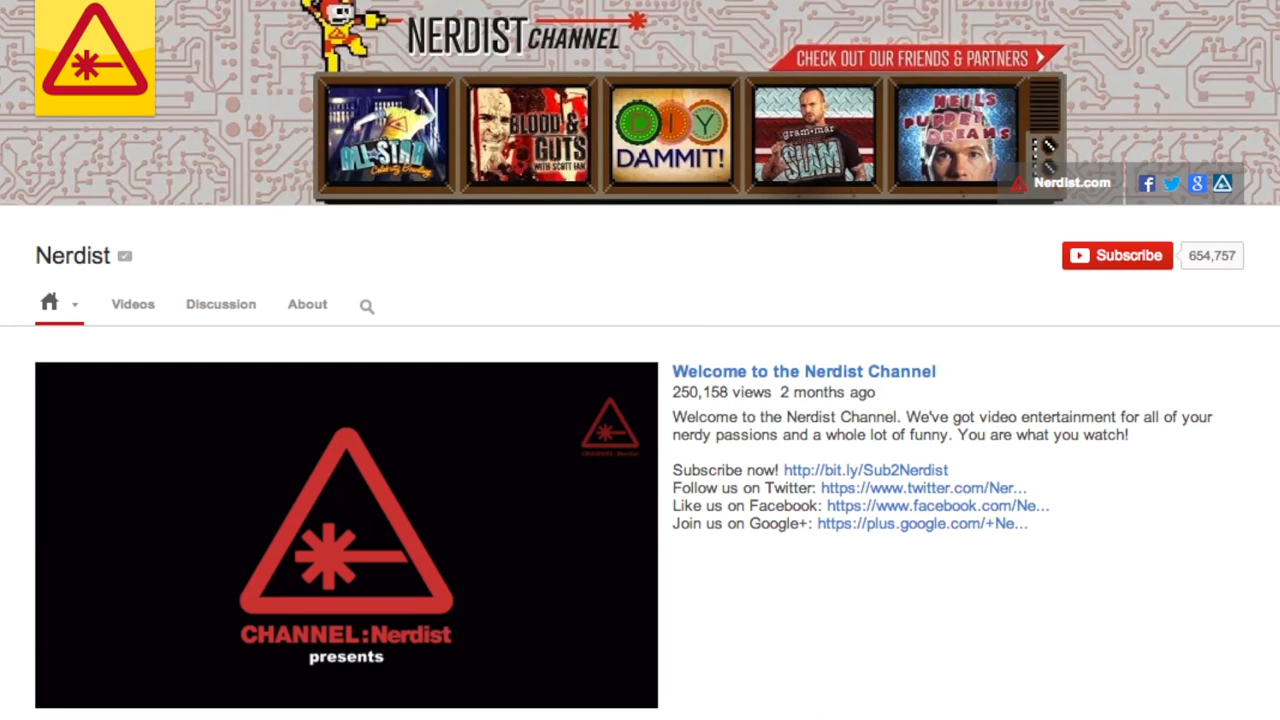 NERDIST CHANNEL
CHECK OUT OUR FRIENDS & PARTNERS
ALL★STAR
Celebrity Bowling
BLOOD &
GUTS
WITH SCOTT IAN
DIY
DAMMIT!
gram·mar
SLAM
NEILS
PUPPET
DREAMS
Nerdist.com
Nerdist
Subscribe 654,757
Videos Discussion About
Welcome to the Nerdist Channel
250,158 views 2 months ago
Welcome to the Nerdist Channel. We've got video entertainment for all of your
nerdy passions and a whole lot of funny. You are what you watch!
Subscribe now! http://bit.ly/Sub2Nerdist
Follow us on Twitter: https://www.twitter.com/Ner...
Like us on Facebook: https://www.facebook.com/Ne...
Join us on Google+: https://plus.google.com/+Ne...
CHANNEL:Nerdist
CHANNEL:Nerdist
presents